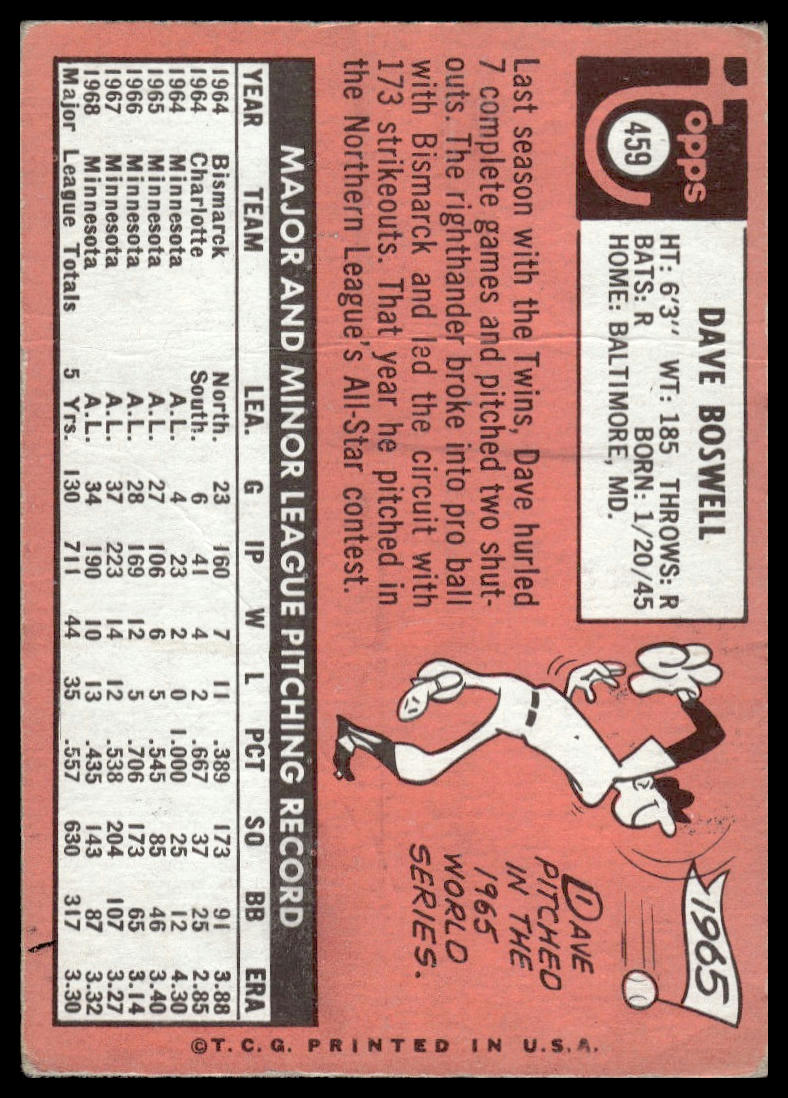 Topps
459
DAVE BOSWELL
HT: 6'3" WT: 185 THROWS: R
BATS: R BORN: 1/20/45
HOME: BALTIMORE, MD.
Last season with the Twins, Dave hurled
7 complete games and pitched two shut-
outs. The righthander broke into pro ball
with Bismarck and led the circuit with
173 strikeouts. That year he pitched in
the Northern League's All-Star contest.
1965
DAVE
PITCHED
IN THE
1965
WORLD
SERIES.
MAJOR AND MINOR LEAGUE PITCHING RECORD
YEAR TEAM LEA. G IP W L PCT SO BB ERA
1964 Bismarck North. 23 160 7 11 .389 173 91 3.88
1964 Charlotte South. 6 41 4 2 .667 37 25 2.85
1964 Minnesota A.L. 4 23 2 0 1.000 25 12 4.30
1965 Minnesota A.L. 27 106 6 5 .545 85 46 3.40
1966 Minnesota A.L. 28 169 12 5 .706 173 65 3.14
1967 Minnesota A.L. 37 223 14 12 .538 204 107 3.27
1968 Minnesota A.L. 34 190 10 13 .435 143 87 3.32
Major League Totals 5 Yrs. 130 711 44 35 .557 630 317 3.30
©T.C.G. PRINTED IN U.S.A.